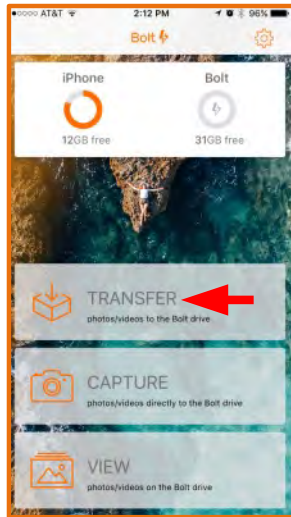 AT&T 2:12 PM 96%
Bolt
iPhone Bolt
12GB free 31GB free
TRANSFER
photos/videos to the Bolt drive
CAPTURE
photos/videos directly to the Bolt drive
VIEW
photos/videos on the Bolt drive